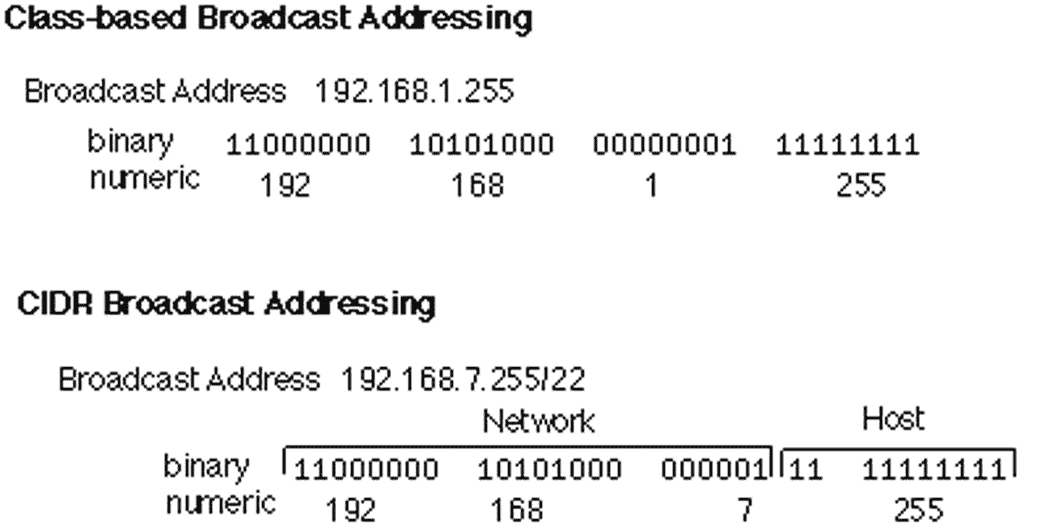 Class-based Broadcast Addressing
Broadcast Address 192.168.1.255
binary 11000000 10101000 00000001 11111111
numeric 192 168 1 255
CIDR Broadcast Addressing
Broadcast Address 192.168.7.255/22
Network Host
binary 11000000 10101000 000001 11 11111111
numeric 192 168 7 255